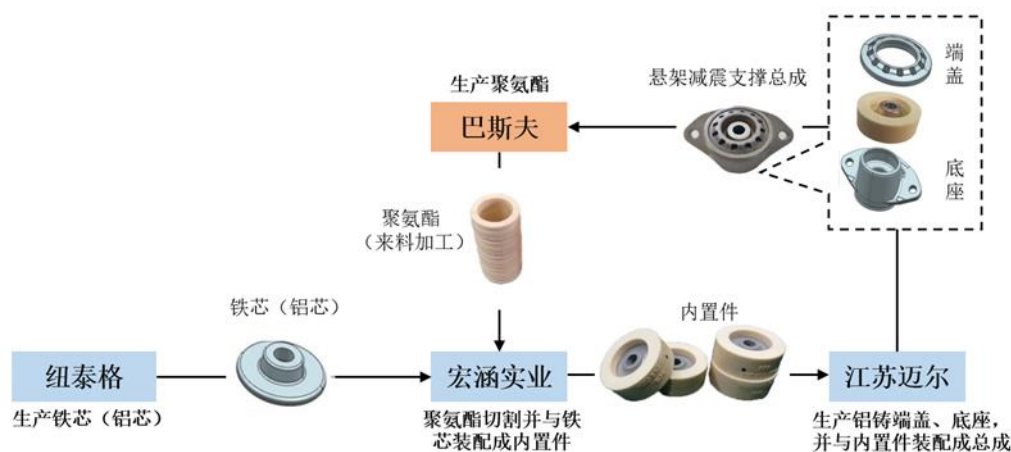 生产聚氨酯
巴斯夫
悬架减震支撑总成
端
盖
底
座
聚氨酯
（来料加工）
铁芯（铝芯）
内置件
纽泰格
宏涵实业
江苏迈尔
生产铁芯（铝芯）
聚氨酯切割并与铁
芯装配成内置件
生产铝铸端盖、底座，
并与内置件装配成总成